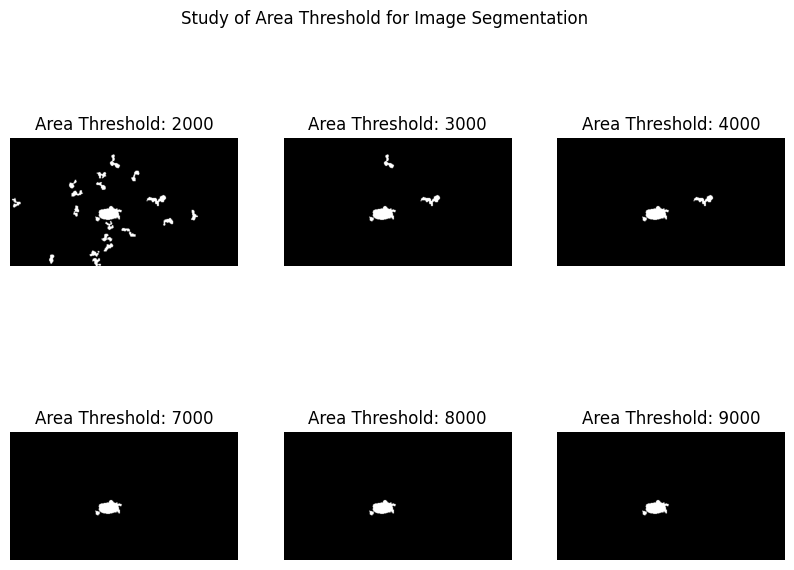 Study of Area Threshold for Image Segmentation
Area Threshold: 2000
Area Threshold: 3000
Area Threshold: 4000
Area Threshold: 7000
Area Threshold: 8000
Area Threshold: 9000